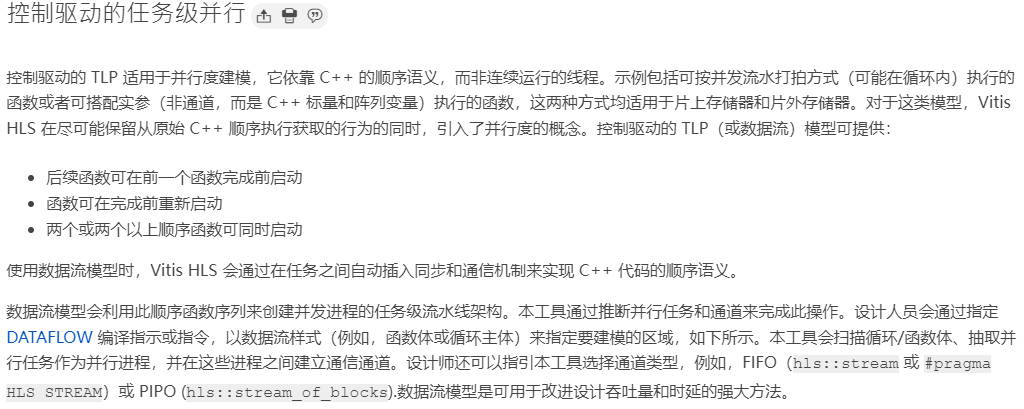 控制驱动的任务级并行
控制驱动的 TLP 适用于并行度建模，它依靠 C++ 的顺序语义，而非连续运行的线程。示例包括可按并发流水打拍方式（可能在循环内）执行的
函数或者可搭配实参（非通道，而是 C++ 标量和阵列变量）执行的函数，这两种方式均适用于片上存储器和片外存储器。对于这类模型，Vitis
HLS 在尽可能保留从原始 C++ 顺序执行获取的行为的同时，引入了并行度的概念。控制驱动的 TLP（或数据流）模型可提供：
• 后续函数可在前一个函数完成前启动
• 函数可在完成前重新启动
• 两个或两个以上顺序函数可同时启动
使用数据流模型时，Vitis HLS 会通过在任务之间自动插入同步和通信机制来实现 C++ 代码的顺序语义。
数据流模型会利用此顺序函数序列来创建并发进程的任务级流水线架构。本工具通过推断并行任务和通道来完成此操作。设计人员会通过指定
DATAFLOW 编译指示或指令，以数据流样式（例如，函数体或循环主体）来指定要建模的区域，如下所示。本工具会扫描循环/函数体、抽取并
行任务作为并行进程，并在这些进程之间建立通信通道。设计师还可以指引本工具选择通道类型，例如，FIFO（hls::stream 或 #pragma
HLS STREAM）或 PIPO (hls::stream_of_blocks).数据流模型是可用于改进设计吞吐量和时延的强大方法。